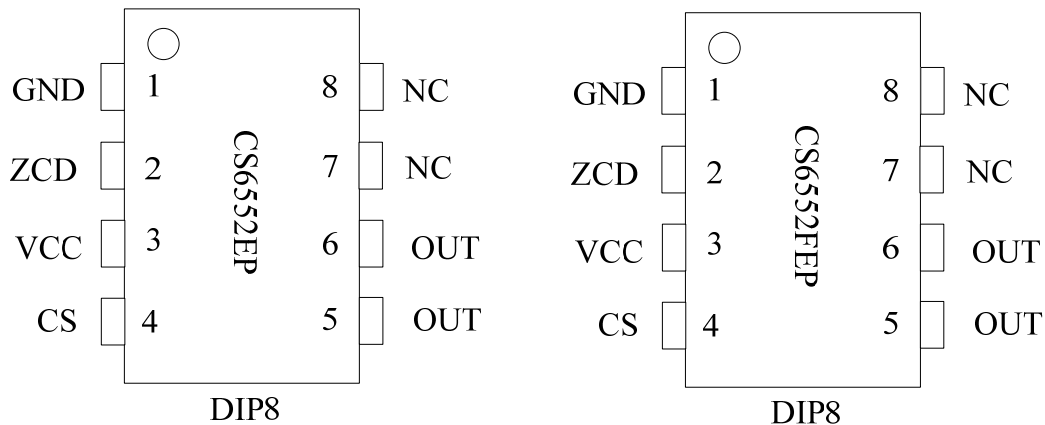 GND 1 8 NC
ZCD 2 7 NC
VCC 3 6 OUT
CS 4 5 OUT
CS6552EP
DIP8
GND 1 8 NC
ZCD 2 7 NC
VCC 3 6 OUT
CS 4 5 OUT
CS6552FEP
DIP8